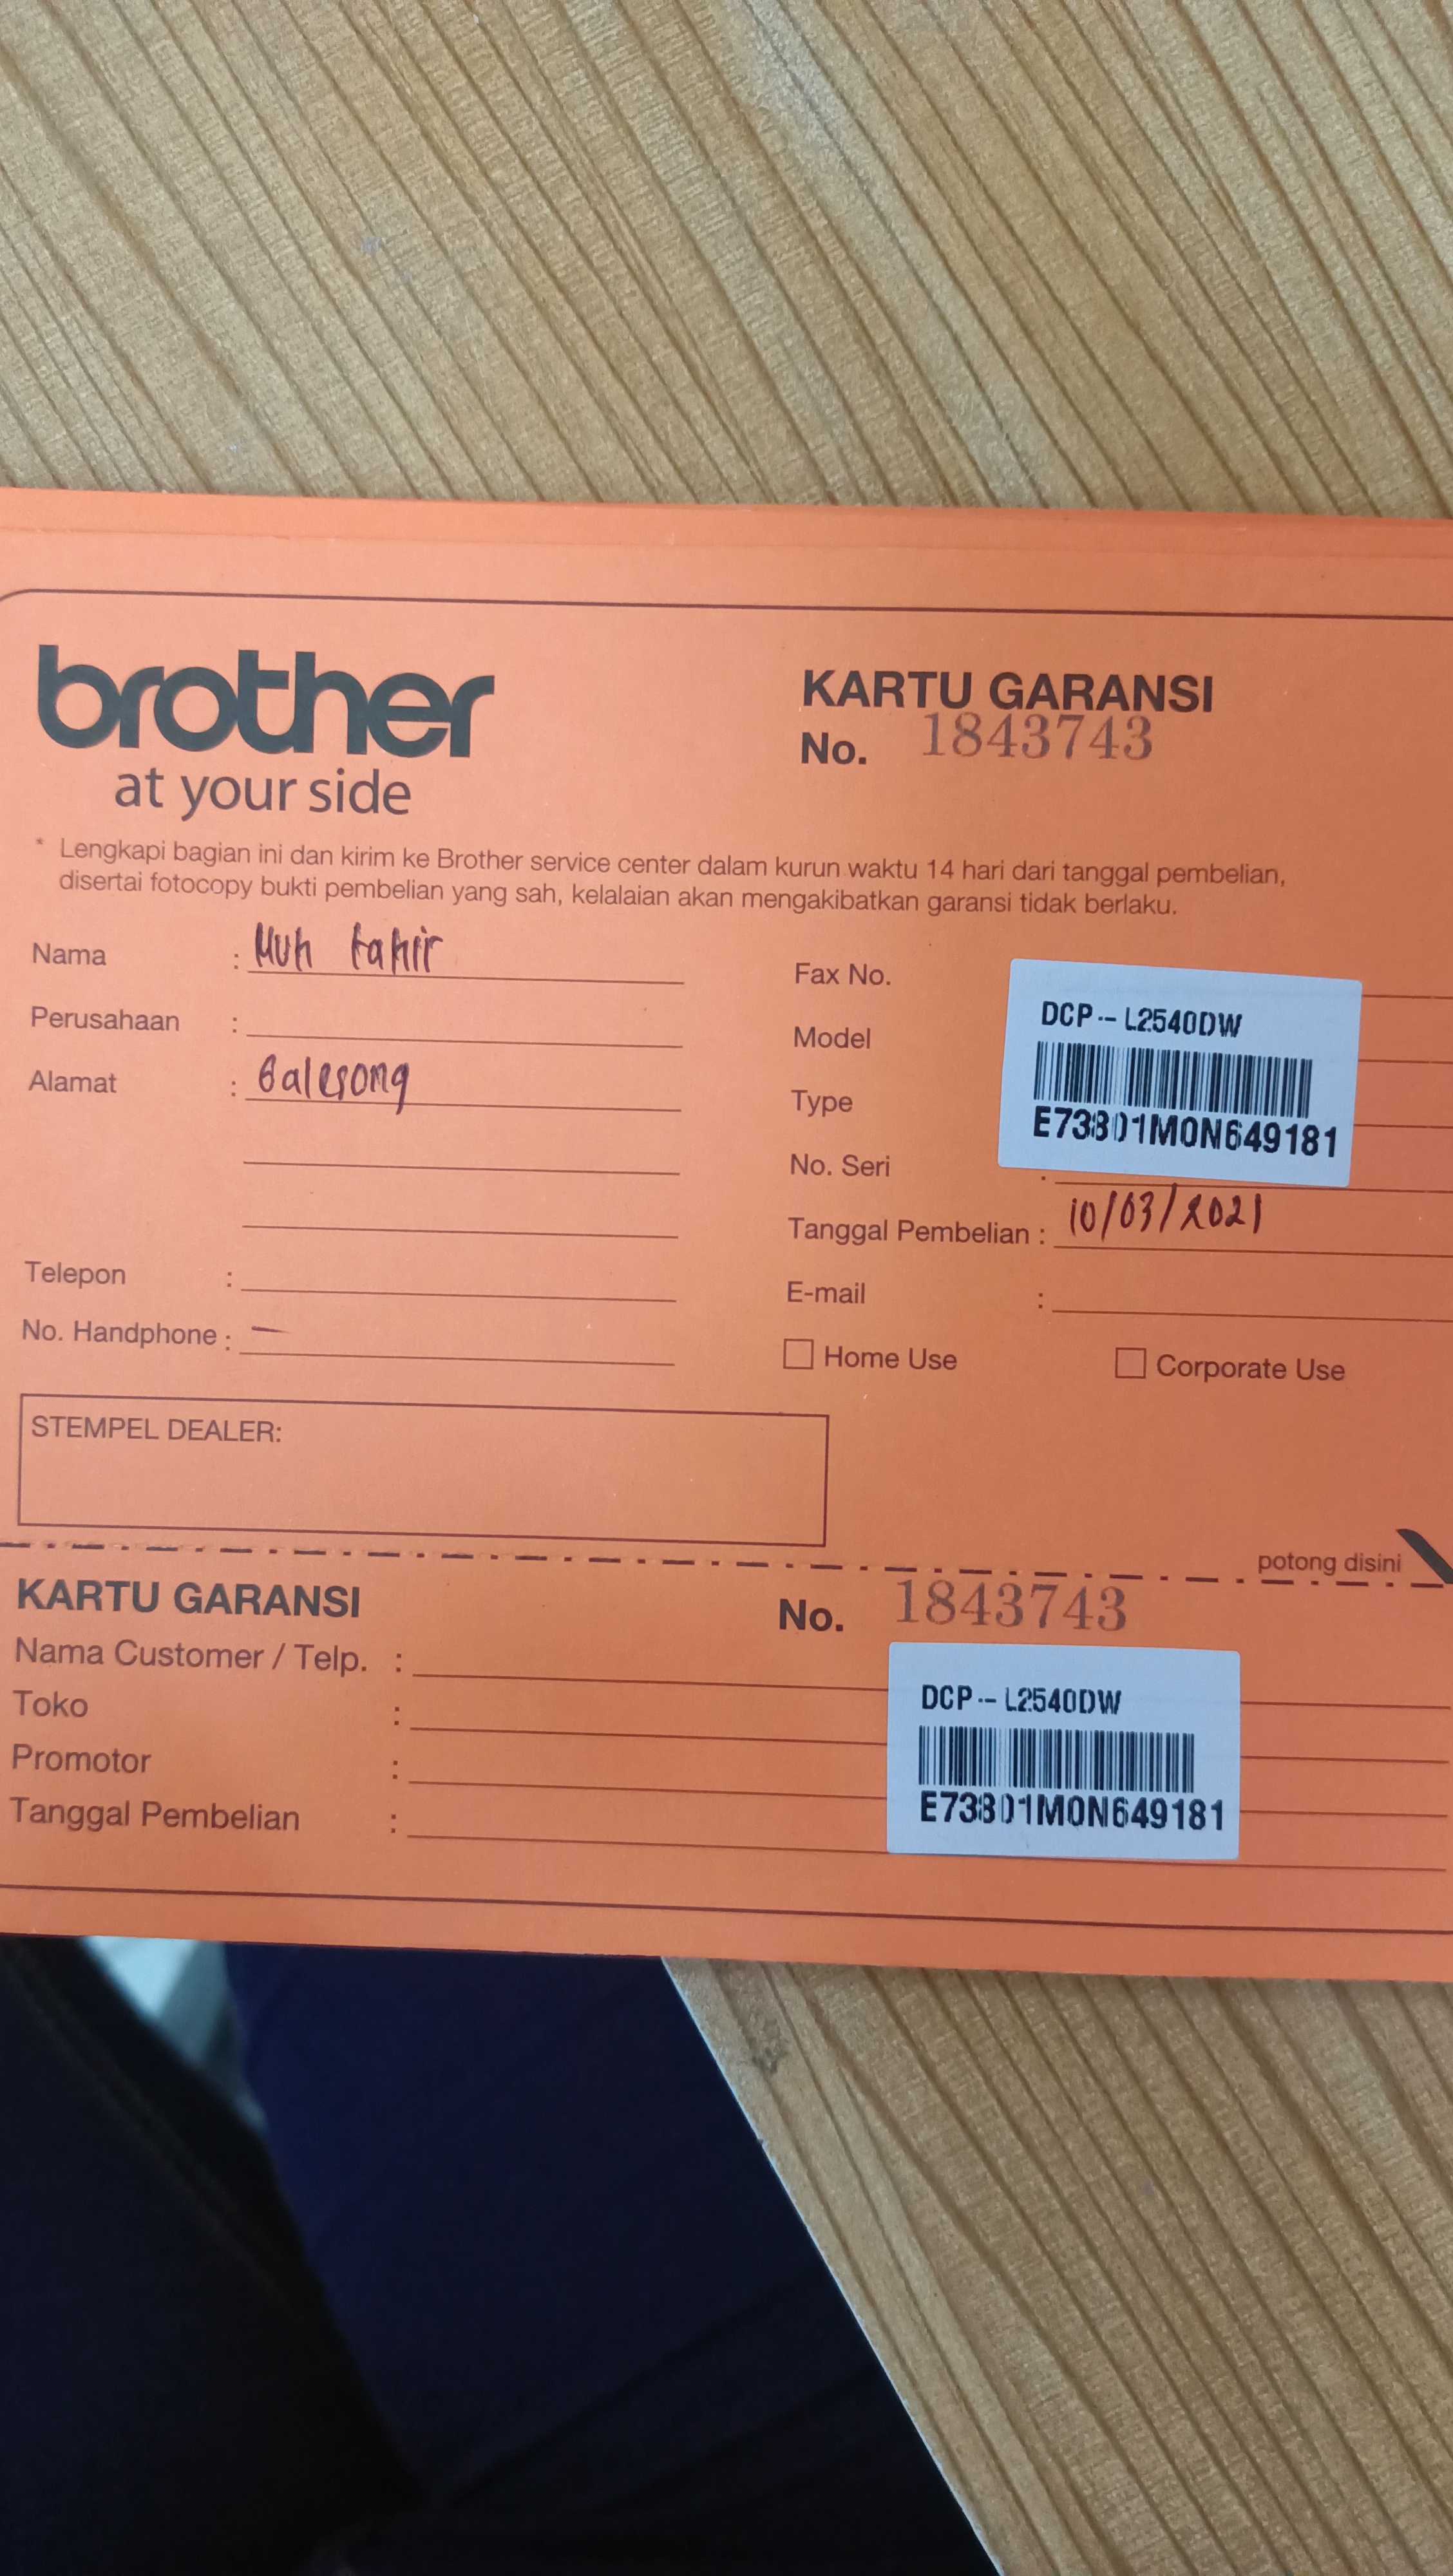 brother
at your side
KARTU GARANSI
No. 1843743
* Lengkapi bagian ini dan kirim ke Brother service center dalam kurun waktu 14 hari dari tanggal pembelian,
disertai fotocopy bukti pembelian yang sah, kelalaian akan mengakibatkan garansi tidak berlaku.
Nama : Muh tahir
Perusahaan :
Alamat : Galesong
Telepon :
No. Handphone : –
Fax No.
Model
Type
No. Seri :
DCP-- L2540DW
E73801M0N649181
Tanggal Pembelian : 10/03/2021
E-mail :
Home Use
Corporate Use
STEMPEL DEALER:
potong disini
KARTU GARANSI
No. 1843743
Nama Customer / Telp. :
Toko :
Promotor :
Tanggal Pembelian :
DCP-- L2540DW
E73801M0N649181